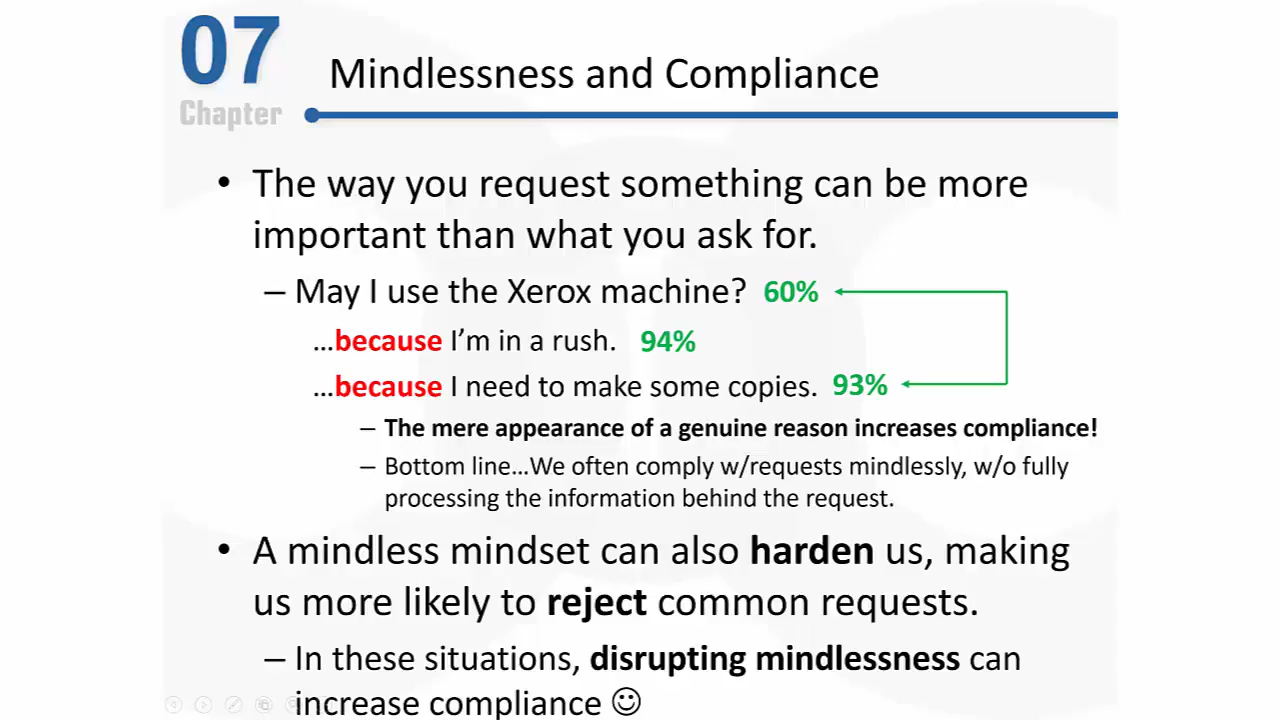 07
Chapter
Mindlessness and Compliance
• The way you request something can be more
important than what you ask for.
– May I use the Xerox machine? 60%
…because I’m in a rush. 94%
…because I need to make some copies. 93%
– The mere appearance of a genuine reason increases compliance!
– Bottom line…We often comply w/requests mindlessly, w/o fully
processing the information behind the request.
• A mindless mindset can also harden us, making
us more likely to reject common requests.
– In these situations, disrupting mindlessness can
increase compliance ☺